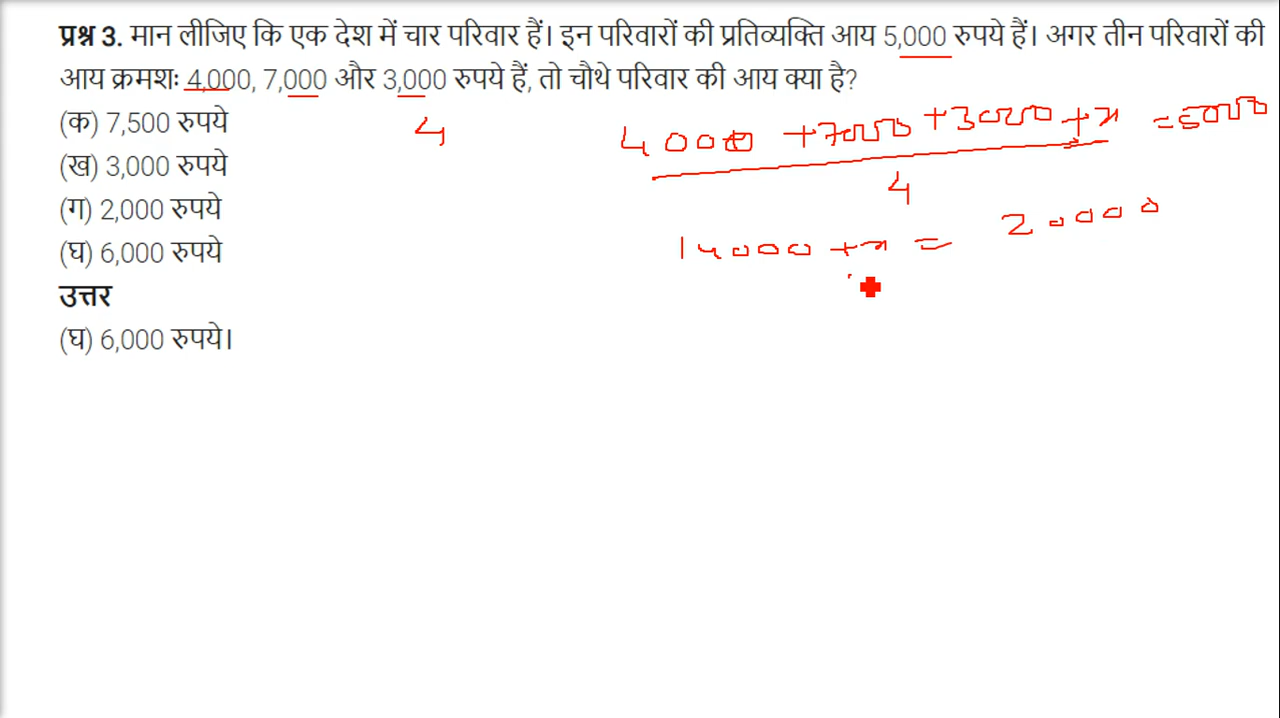 प्रश्न 3. मान लीजिए कि एक देश में चार परिवार हैं। इन परिवारों की प्रतिव्यक्ति आय 5,000 रुपये हैं। अगर तीन परिवारों की
आय क्रमशः 4,000, 7,000 और 3,000 रुपये हैं, तो चौथे परिवार की आय क्या है?
(क) 7,500 रुपये
(ख) 3,000 रुपये
(ग) 2,000 रुपये
(घ) 6,000 रुपये
उत्तर
(घ) 6,000 रुपये।
4
4000 +7000 +3000 +x =5000
4
14000 +x = 20000